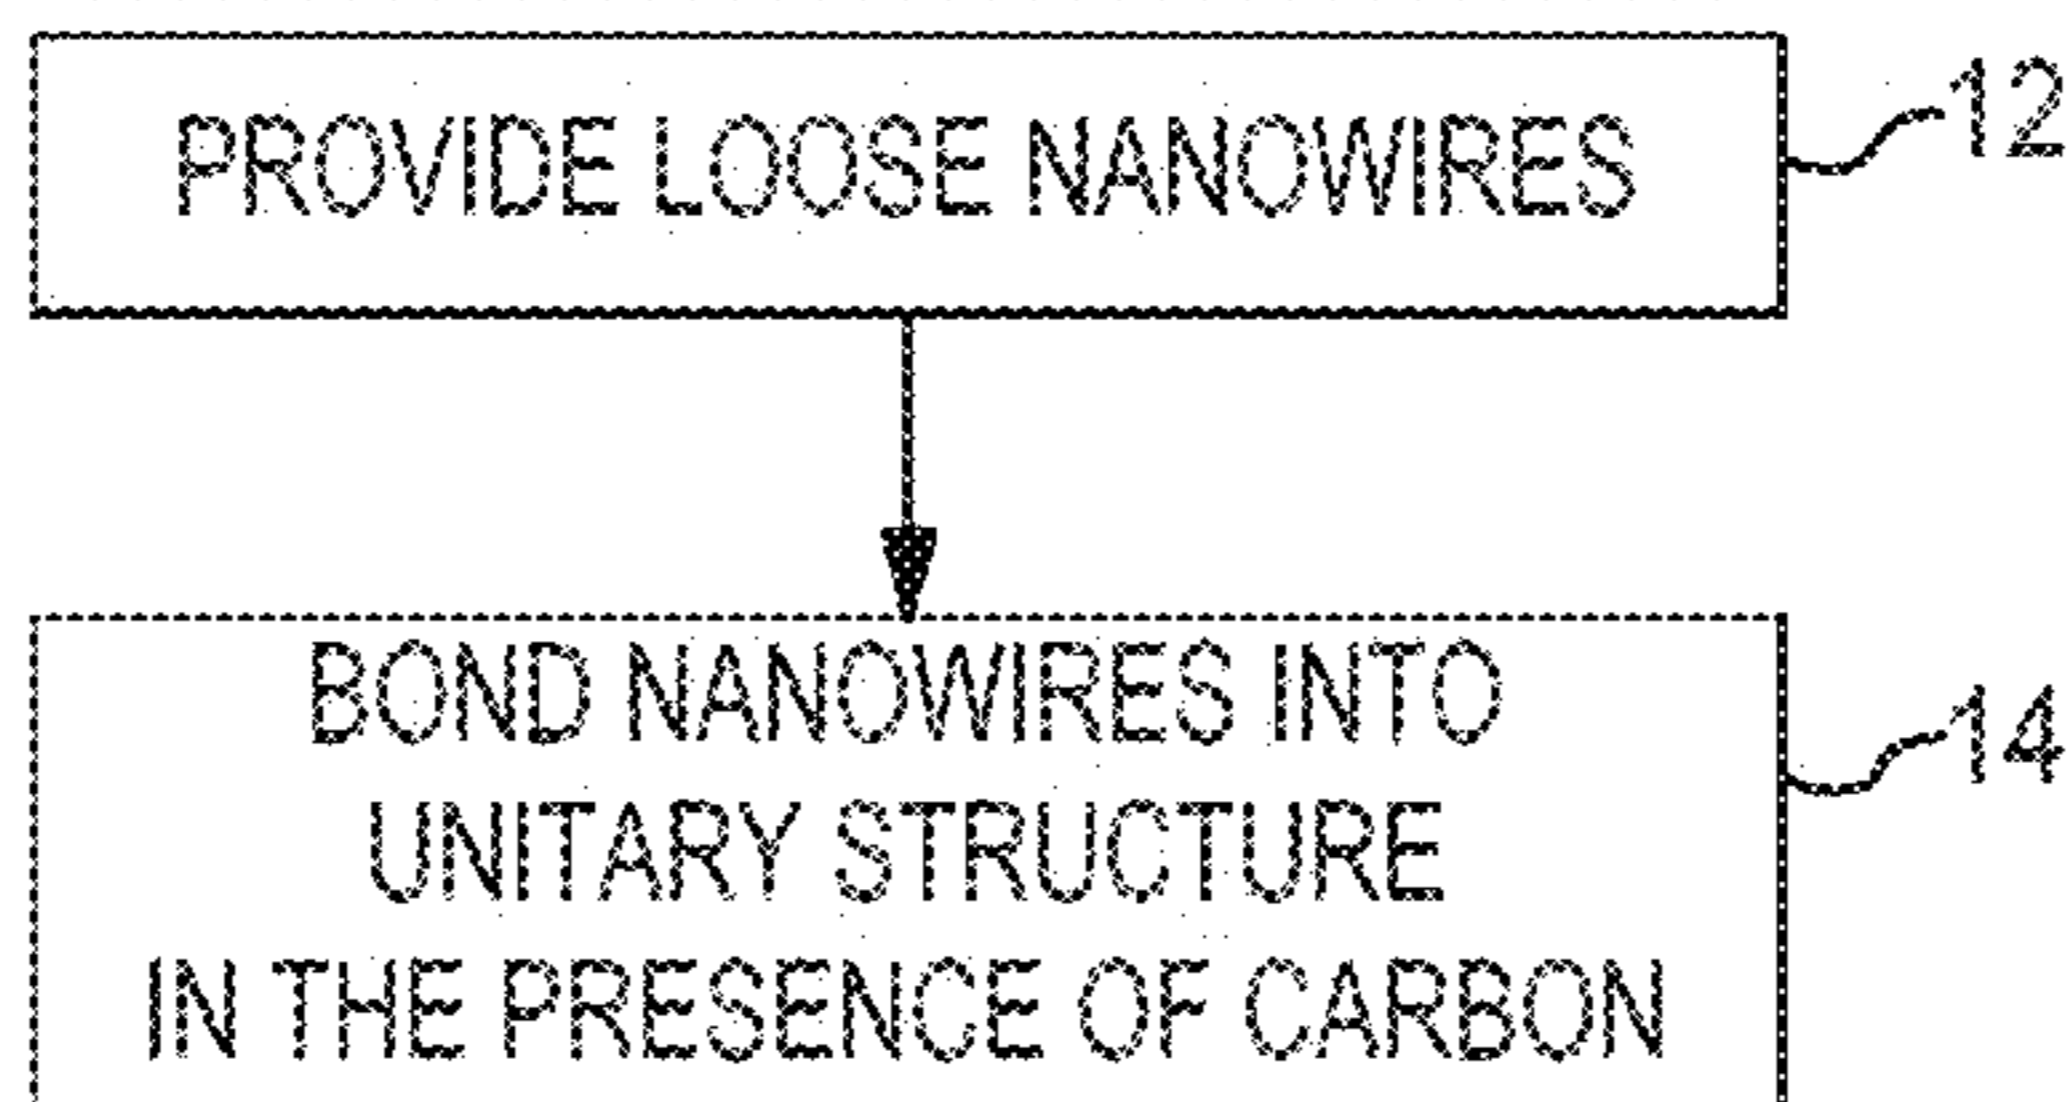 PROVIDE LOOSE NANOWIRES
12
BOND NANOWIRES INTO
UNITARY STRUCTURE
IN THE PRESENCE OF CARBON
14